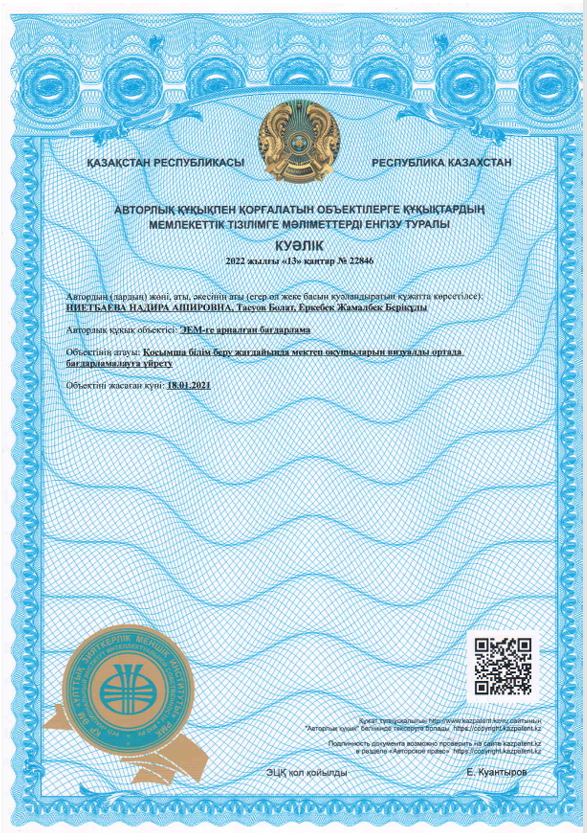 ҚАЗАҚСТАН РЕСПУБЛИКАСЫ
РЕСПУБЛИКА КАЗАХСТАН
АВТОРЛЫҚ ҚҰҚЫҚПЕН ҚОРҒАЛАТЫН ОБЪЕКТІЛЕРГЕ ҚҰҚЫҚТАРДЫҢ
МЕМЛЕКЕТТІК ТІЗІЛІМГЕ МӘЛІМЕТТЕРДІ ЕНГІЗУ ТУРАЛЫ
КУӘЛІК
2022 жылғы «13» қаңтар № 22846
Автордың (лардың) жөні, аты, әкесінің аты (егер ол жеке басын куәландыратын құжатта көрсетілсе):
НИЕТБАЕВА НАДИРА АШИРОВНА, Тасуов Болат, Еркебек Жамалбек Берікұлы
Авторлық құқық объектісі: ЭЕМ-ге арналған бағдарлама
Объектінің атауы: Қосымша білім беру жағдайында мектеп оқушыларын визуалды ортада
бағдарламалауға үйрету
Объектіні жасаған күні: 18.01.2021
Құжат түпнұсқалығын http://www.kazpatent.kz/ru сайтының
"Авторлық құқық" бөлімінде тексеруге болады https://copyright.kazpatent.kz
Подлинность документа возможно проверить на сайте kazpatent.kz
в разделе «Авторское право» https://copyright.kazpatent.kz
ЭЦҚ қол қойылды
Е. Куантыров